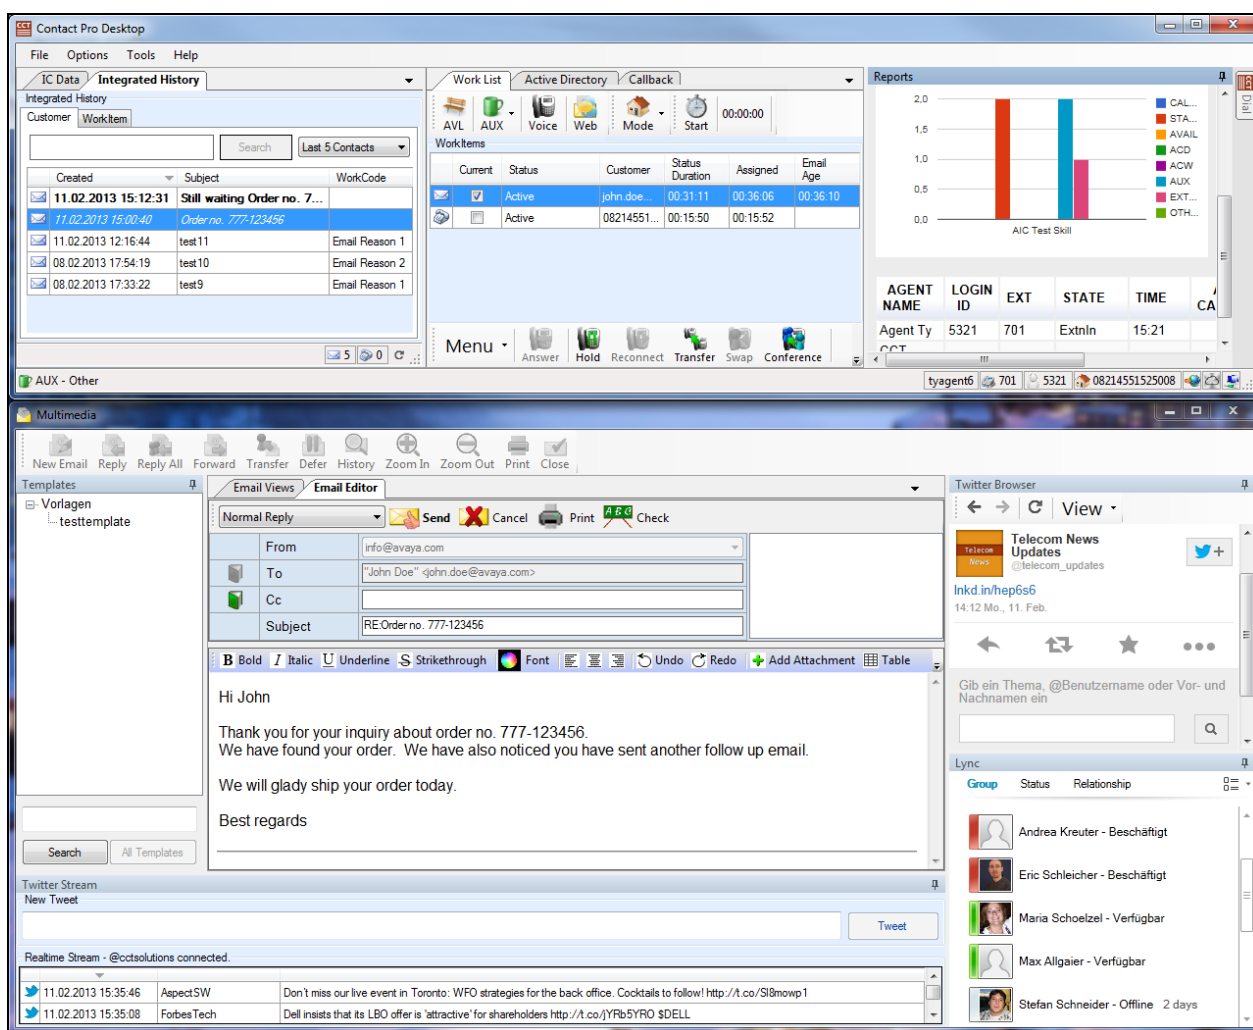 Contact Pro Desktop
File Options Tools Help
IC Data Integrated History
Integrated History
Customer WorkItem
Search Last 5 Contacts
Created Subject WorkCode
11.02.2013 15:12:31 Still waiting Order no. 7...
11.02.2013 15:00:40 Order no. 777-123456
11.02.2013 12:16:44 test11 Email Reason 1
08.02.2013 17:54:19 test10 Email Reason 2
08.02.2013 17:33:22 test9 Email Reason 1
5 0
Work List Active Directory Callback
AVL AUX Voice Web Mode Start 00:00:00
WorkItems
Current Status Customer Status Duration Assigned Email Age
Active john.doe... 00:31:11 00:36:06 00:36:10
Active 08214551... 00:15:50 00:15:52
Menu Answer Hold Reconnect Transfer Swap Conference
Reports
Dial
2,0
1,5
1,0
0,5
0,0
AIC Test Skill
CAL...
STA...
AVAIL
ACD
ACW
AUX
EXT...
OTH...
AGENT NAME LOGIN ID EXT STATE TIME CA
Agent Ty 5321 701 ExtnIn 15:21
CCT
AUX - Other
tyagent6 701 5321 08214551525008
Multimedia
New Email Reply Reply All Forward Transfer Defer History Zoom In Zoom Out Print Close
Templates
Vorlagen
testtemplate
Search All Templates
Email Views Email Editor
Normal Reply Send Cancel ABC Print Check
From info@avaya.com
To "John Doe" <john.doe@avaya.com>
Cc
Subject RE:Order no. 777-123456
B Bold I Italic U Underline S Strikethrough Font Undo Redo Add Attachment Table
Hi John
Thank you for your inquiry about order no. 777-123456.
We have found your order. We have also noticed you have sent another follow up email.
We will glady ship your order today.
Best regards
Twitter Browser
View
Telecom News
Telecom News
Updates
@telecom_updates
lnkd.in/hep6s6
14:12 Mo., 11. Feb.
Gib ein Thema, @Benutzername oder Vor- und
Nachnamen ein
Lync
Group Status Relationship
Andrea Kreuter - Beschäftigt
Eric Schleicher - Beschäftigt
Maria Schoelzel - Verfügbar
Max Allgaier - Verfügbar
Stefan Schneider - Offline 2 days
Twitter Stream
New Tweet
Tweet
Realtime Stream - @cctsolutions connected.
11.02.2013 15:35:46 AspectSW Don't miss our live event in Toronto: WFO strategies for the back office. Cocktails to follow! http://t.co/SI8mowp1
11.02.2013 15:35:08 ForbesTech Dell insists that its LBO offer is 'attractive' for shareholders http://t.co/jYRb5YRO $DELL